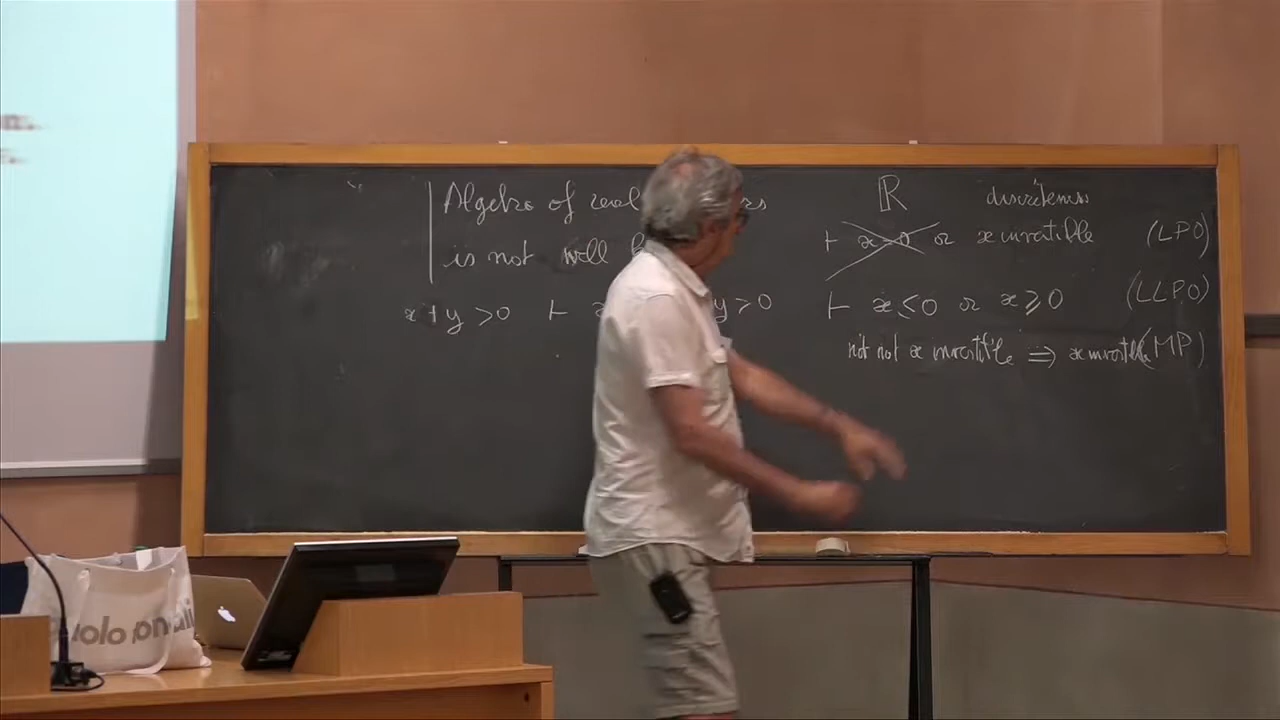 Algebra of real
is not well
x + y > 0 ⊢ y > 0
ℝ discreteness
⊢ x = 0 or x invertible (LPO)
⊢ x ≤ 0 or x ⩾ 0 (LLPO)
not not x invertible ⇒ x invertible (MP)